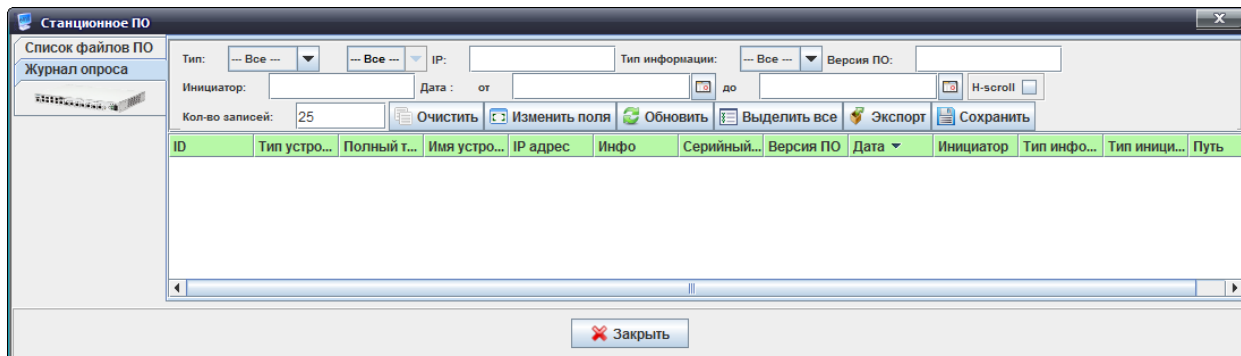 Станционное ПО
Список файлов ПО
Журнал опроса
Тип: --- Все --- --- Все --- IP: Тип информации: --- Все --- Версия ПО:
Инициатор: Дата : от до H-scroll
Кол-во записей: 25 Очистить Изменить поля Обновить Выделить все Экспорт Сохранить
ID Тип устро... Полный т... Имя устро... IP адрес Инфо Серийный... Версия ПО Дата Инициатор Тип инфо... Тип иници... Путь
Закрыть